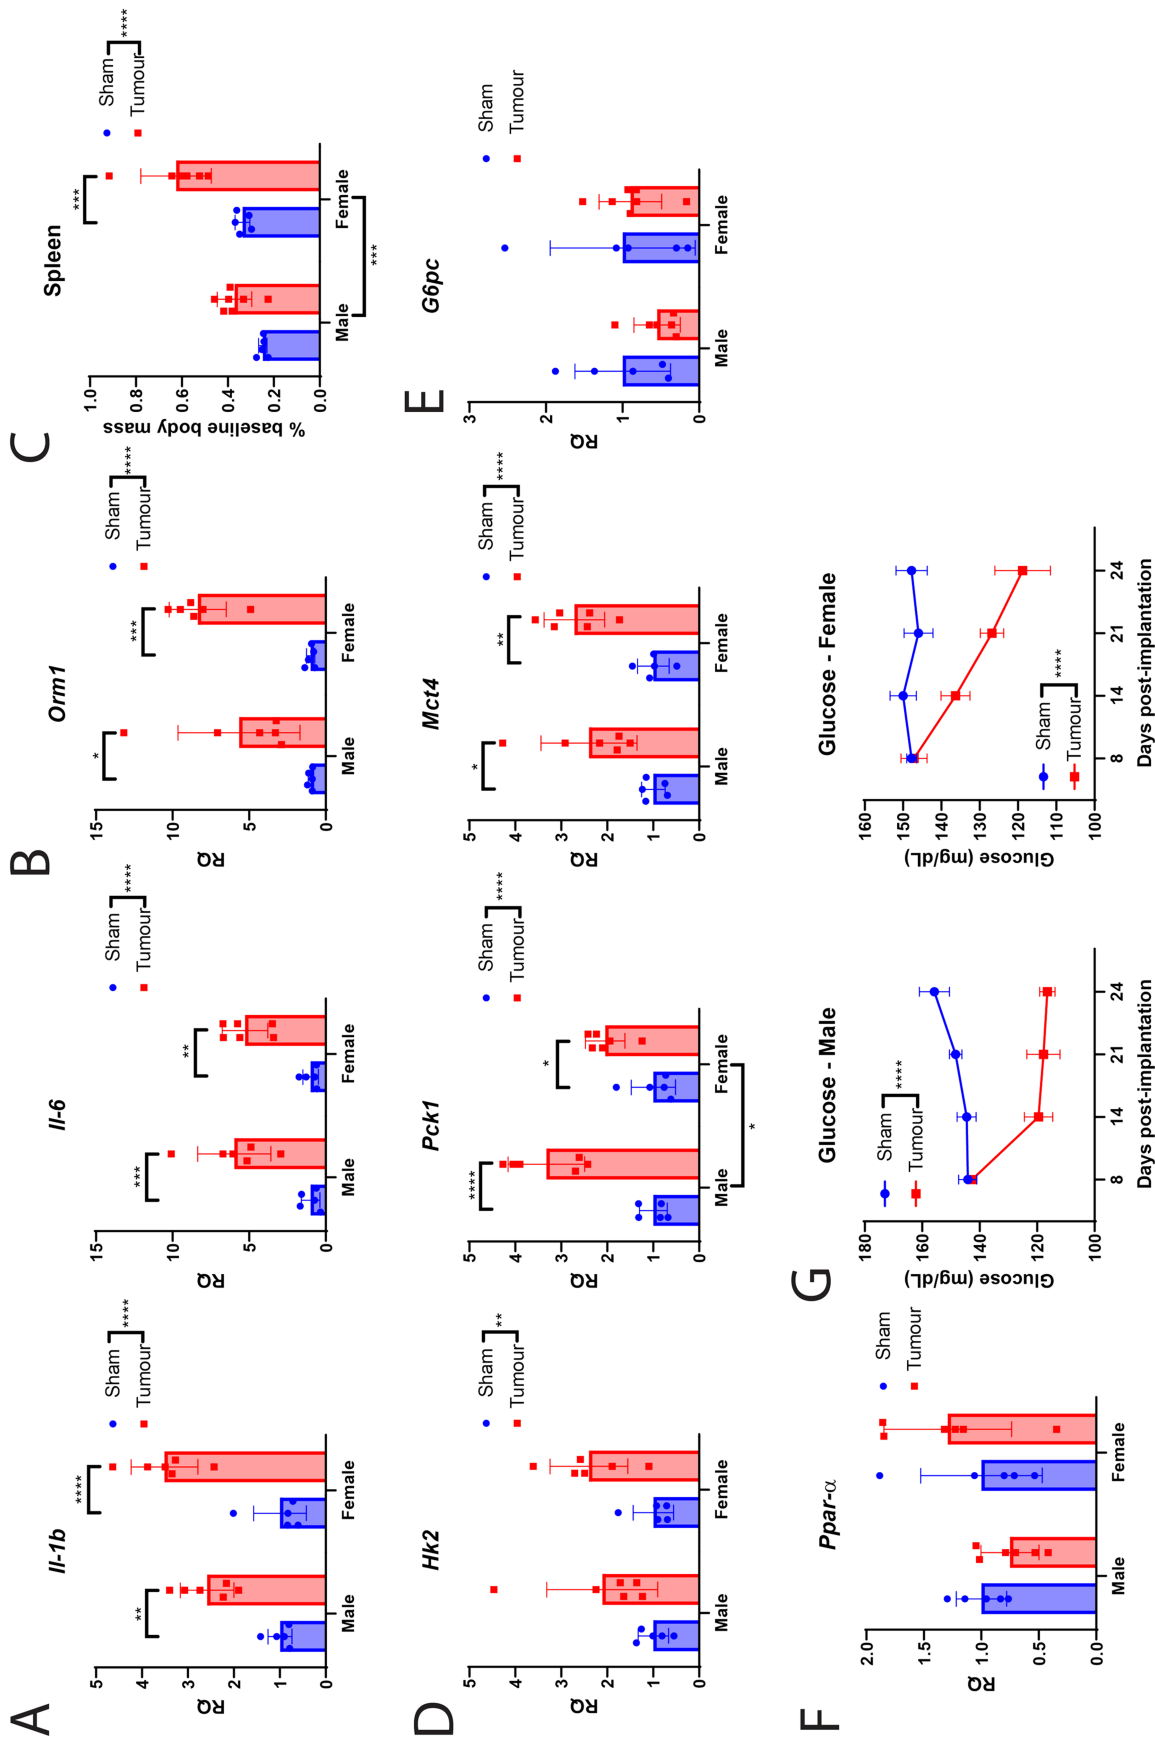 A
Il-1b
RQ
5
4
3
2
1
0
Male
Female
**
****
Sham
Tumour
****
Il-6
RQ
15
10
5
0
Male
Female
***
**
Sham
Tumour
****
B
Orm1
RQ
15
10
5
0
Male
Female
*
***
Sham
Tumour
****
C
Spleen
% baseline body mass
1.0
0.8
0.6
0.4
0.2
0.0
Male
Female
***
***
Sham
Tumour
****
D
Hk2
RQ
5
4
3
2
1
0
Male
Female
Sham
Tumour
**
Pck1
RQ
5
4
3
2
1
0
Male
Female
****
*
*
Sham
Tumour
****
Mct4
RQ
5
4
3
2
1
0
Male
Female
*
**
Sham
Tumour
****
E
G6pc
RQ
3
2
1
0
Male
Female
Sham
Tumour
F
Ppar-α
RQ
2.0
1.5
1.0
0.5
0.0
Male
Female
Sham
Tumour
G
Glucose - Male
Glucose (mg/dL)
180
160
140
120
100
8
14
21
24
Days post-implantation
Sham
Tumour
****
Glucose - Female
Glucose (mg/dL)
160
150
140
130
120
110
100
8
14
21
24
Days post-implantation
Sham
Tumour
****